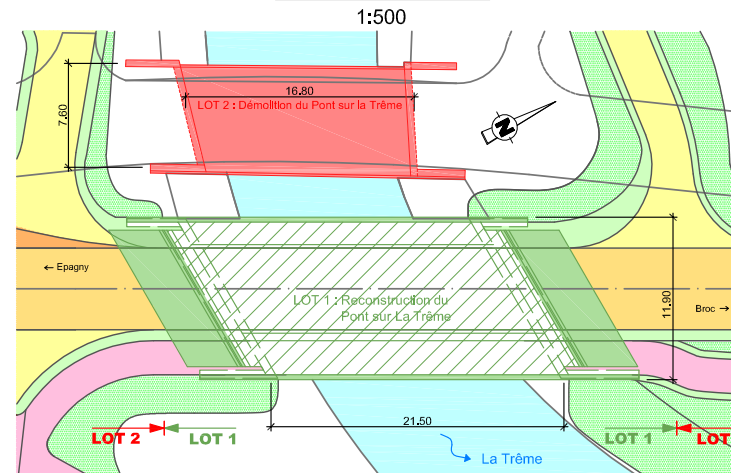 1:500
16.80
LOT 2 : Démolition du Pont sur la Trême
7.60
N
← Epagny
LOT 1 : Reconstruction du
Pont sur La Trême
11.90
Broc →
21.50
LOT 2
LOT 1
LOT 1
LOT
La Trême